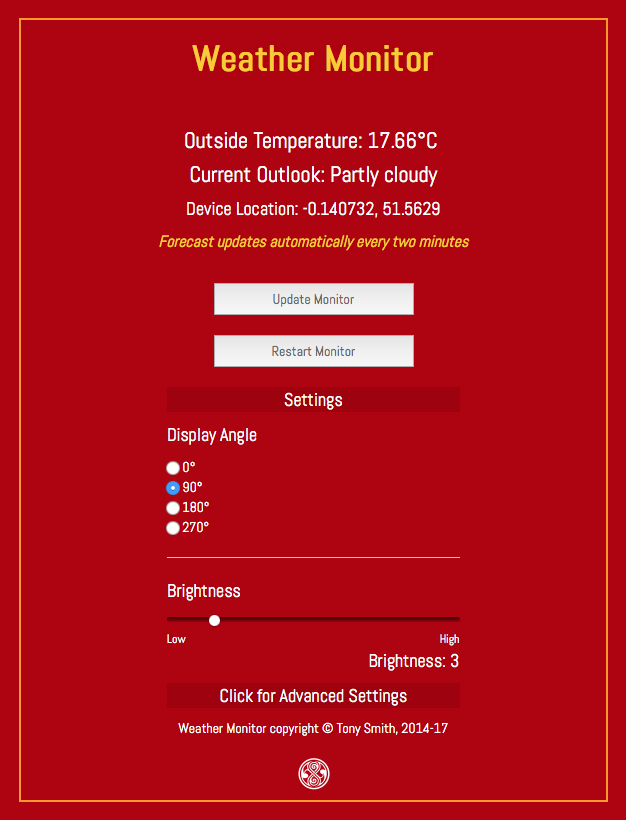 Weather Monitor
Outside Temperature: 17.66°C
Current Outlook: Partly cloudy
Device Location: -0.140732, 51.5629
Forecast updates automatically every two minutes
Update Monitor
Restart Monitor
Settings
Display Angle
0°
90°
180°
270°
Brightness
Low High
Brightness: 3
Click for Advanced Settings
Weather Monitor copyright © Tony Smith, 2014-17